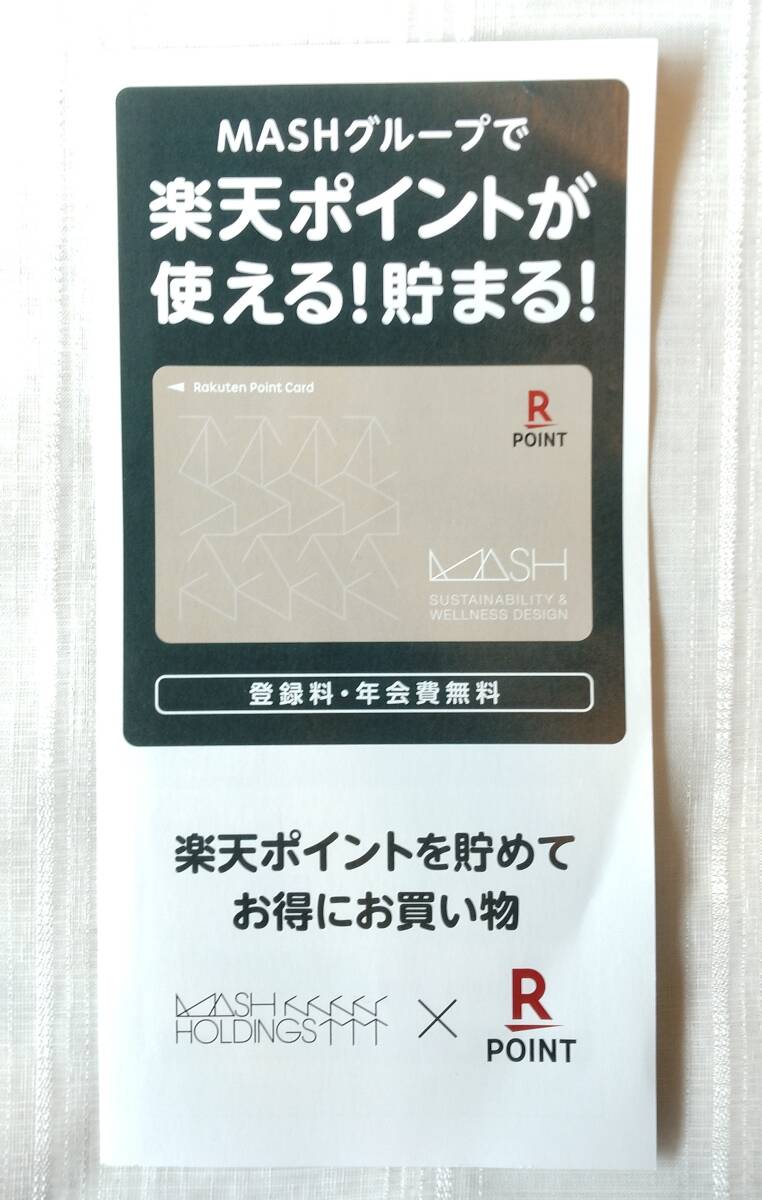 MASHグループで
楽天ポイントが
使える!貯まる!
Rakuten Point Card
R
POINT
MASH
SUSTAINABILITY &
WELLNESS DESIGN
登録料・年会費無料
楽天ポイントを貯めて
お得にお買い物
MASH
HOLDINGS
×
R
POINT